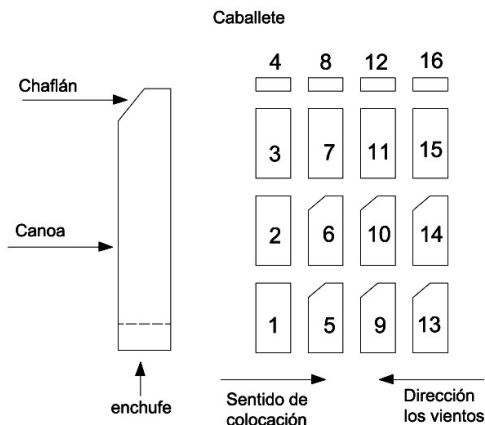 Caballete
4 8 12 16
Chaflán
3 7 11 15
Canoa
2 6 10 14
1 5 9 13
enchufe
Sentido de
colocación
Dirección
los vientos